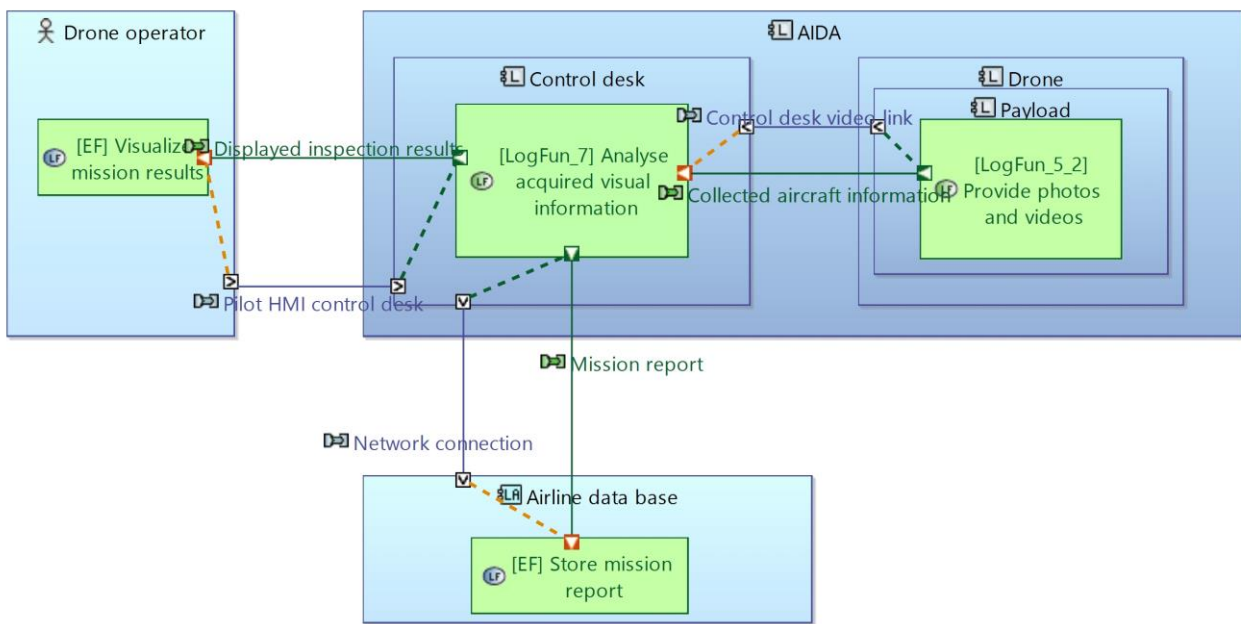 Drone operator
AIDA
Control desk
Drone
Payload
Control desk video link
[EF] Visualize
mission results
Displayed inspection results
[LogFun_7] Analyse
acquired visual
information
Collected aircraft information
[LogFun_5_2]
Provide photos
and videos
Pilot HMI control desk
Mission report
Network connection
Airline data base
[EF] Store mission
report